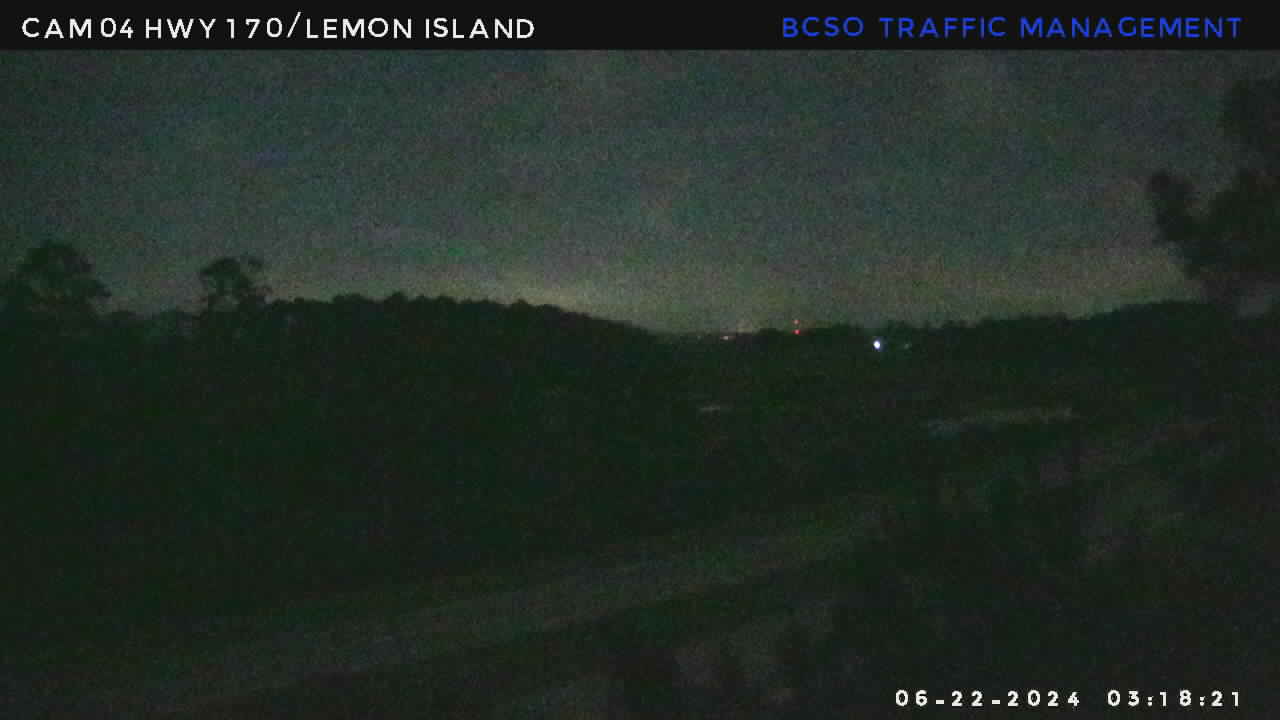 CAM04 HWY 170/LEMON ISLAND
BCSO TRAFFIC MANAGEMENT
06-22-2024 03:18:21